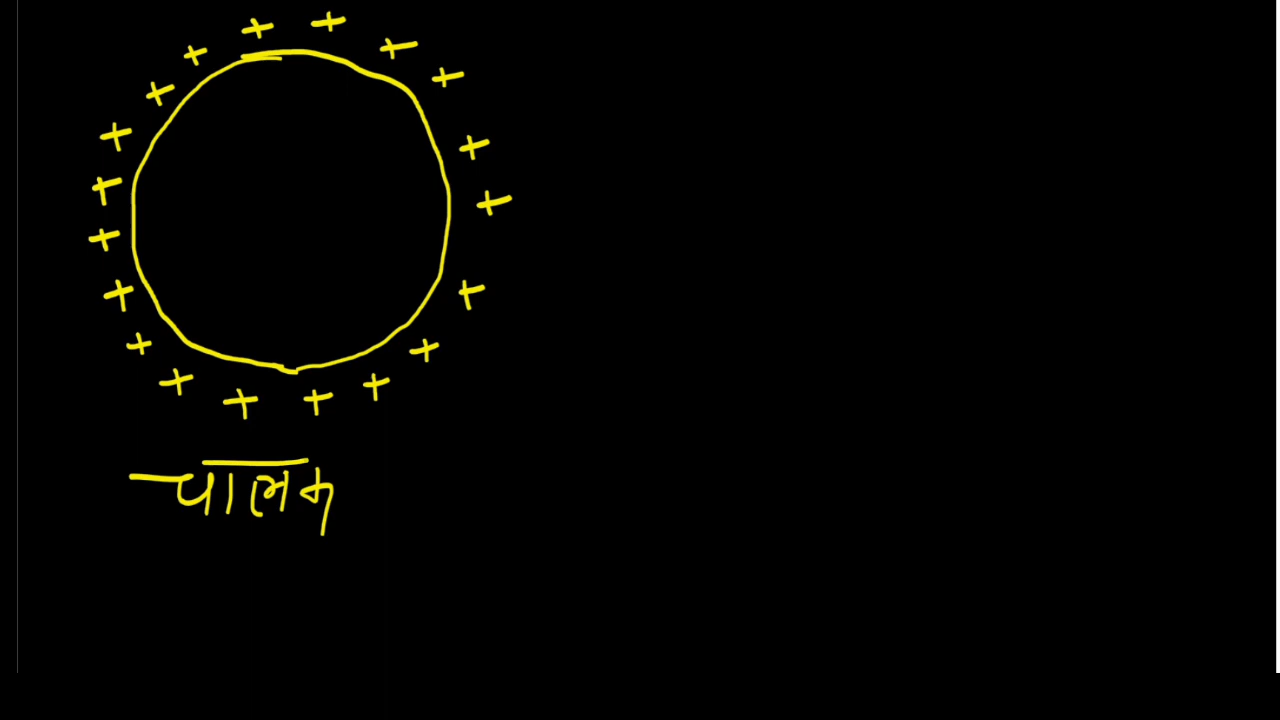 + + + + + + + + + + + + + + + + + + + +
चालक